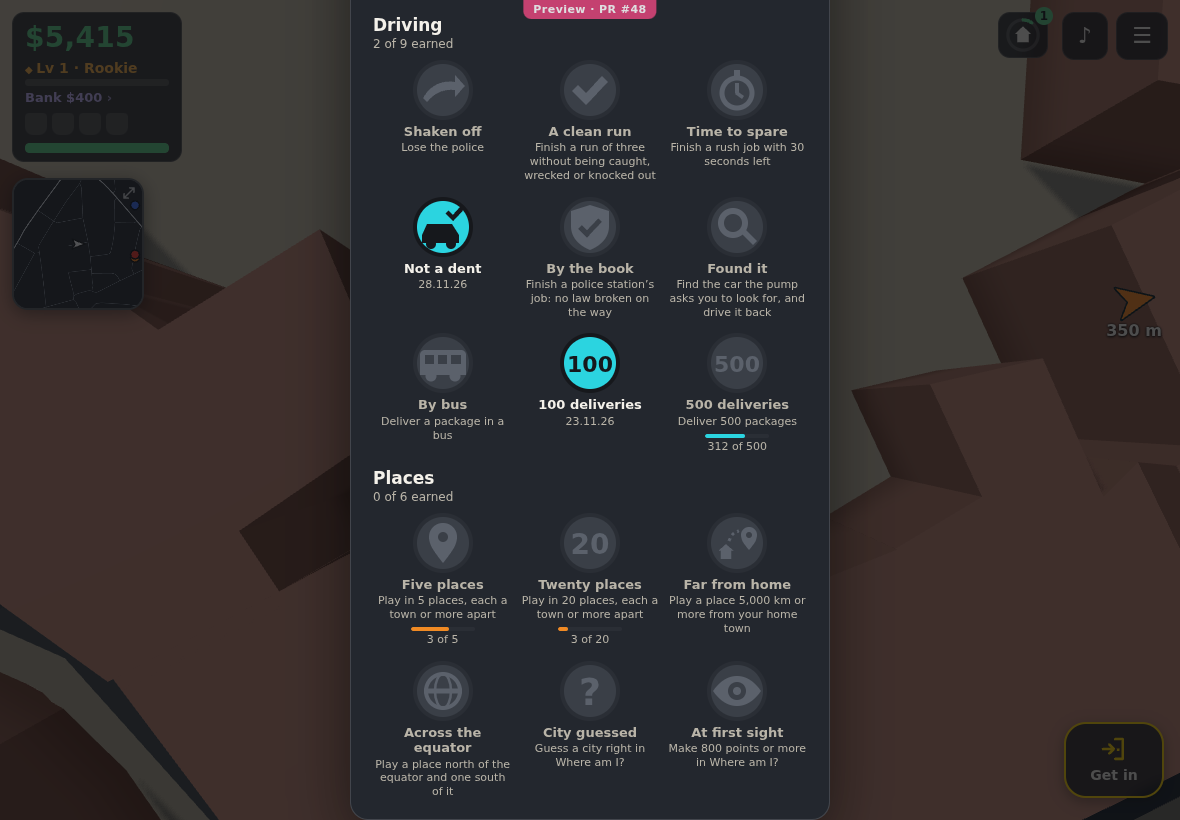 Preview · PR #48
$5,415
Lv 1 · Rookie
Bank $400 ›
1
350 m
Get in
Driving
2 of 9 earned
Shaken off
Lose the police
A clean run
Finish a run of three
without being caught,
wrecked or knocked out
Time to spare
Finish a rush job with 30
seconds left
Not a dent
28.11.26
By the book
Finish a police station’s
job: no law broken on
the way
Found it
Find the car the pump
asks you to look for, and
drive it back
By bus
Deliver a package in a
bus
100
100 deliveries
23.11.26
500
500 deliveries
Deliver 500 packages
312 of 500
Places
0 of 6 earned
Five places
Play in 5 places, each a
town or more apart
3 of 5
20
Twenty places
Play in 20 places, each a
town or more apart
3 of 20
Far from home
Play a place 5,000 km or
more from your home
town
Across the
equator
Play a place north of the
equator and one south
of it
?
City guessed
Guess a city right in
Where am I?
At first sight
Make 800 points or more
in Where am I?